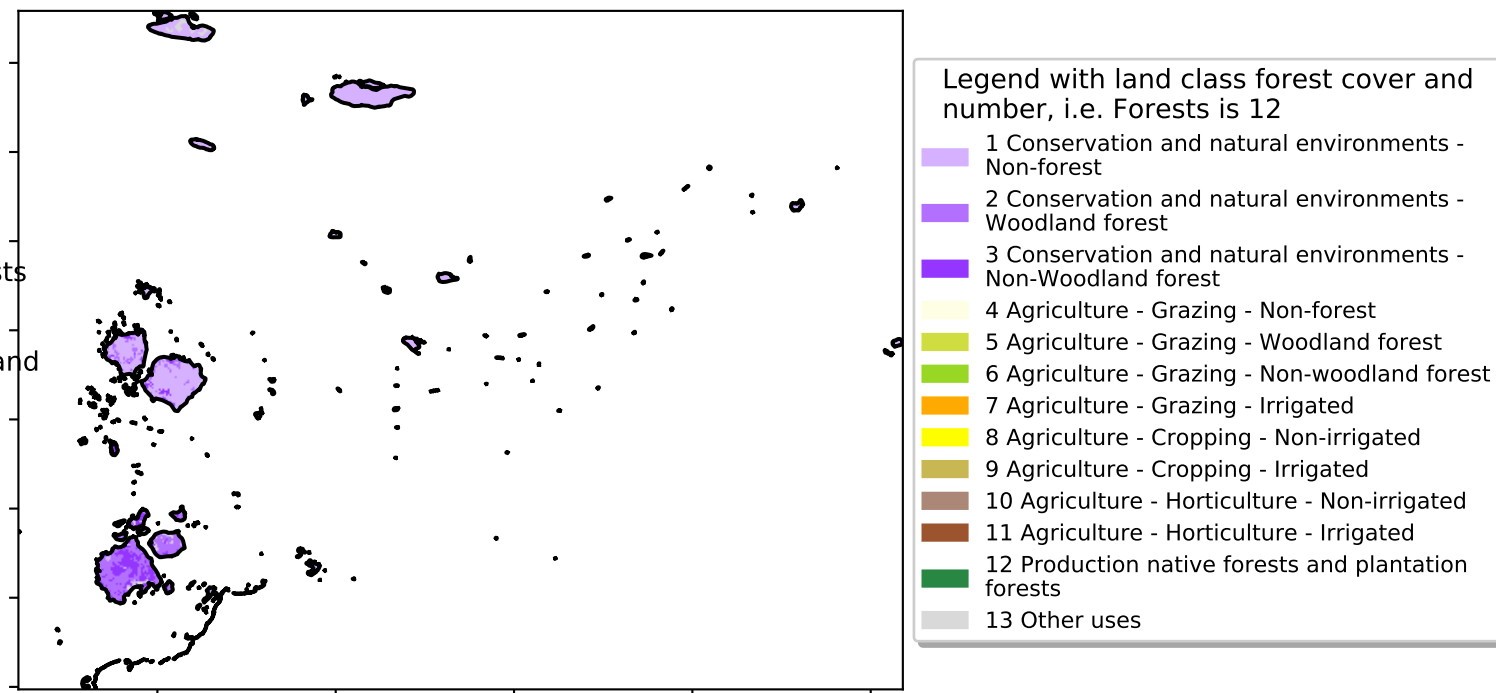 sts
and
Legend with land class forest cover and
number, i.e. Forests is 12
1 Conservation and natural environments -
Non-forest
2 Conservation and natural environments -
Woodland forest
3 Conservation and natural environments -
Non-Woodland forest
4 Agriculture - Grazing - Non-forest
5 Agriculture - Grazing - Woodland forest
6 Agriculture - Grazing - Non-woodland forest
7 Agriculture - Grazing - Irrigated
8 Agriculture - Cropping - Non-irrigated
9 Agriculture - Cropping - Irrigated
10 Agriculture - Horticulture - Non-irrigated
11 Agriculture - Horticulture - Irrigated
12 Production native forests and plantation
forests
13 Other uses